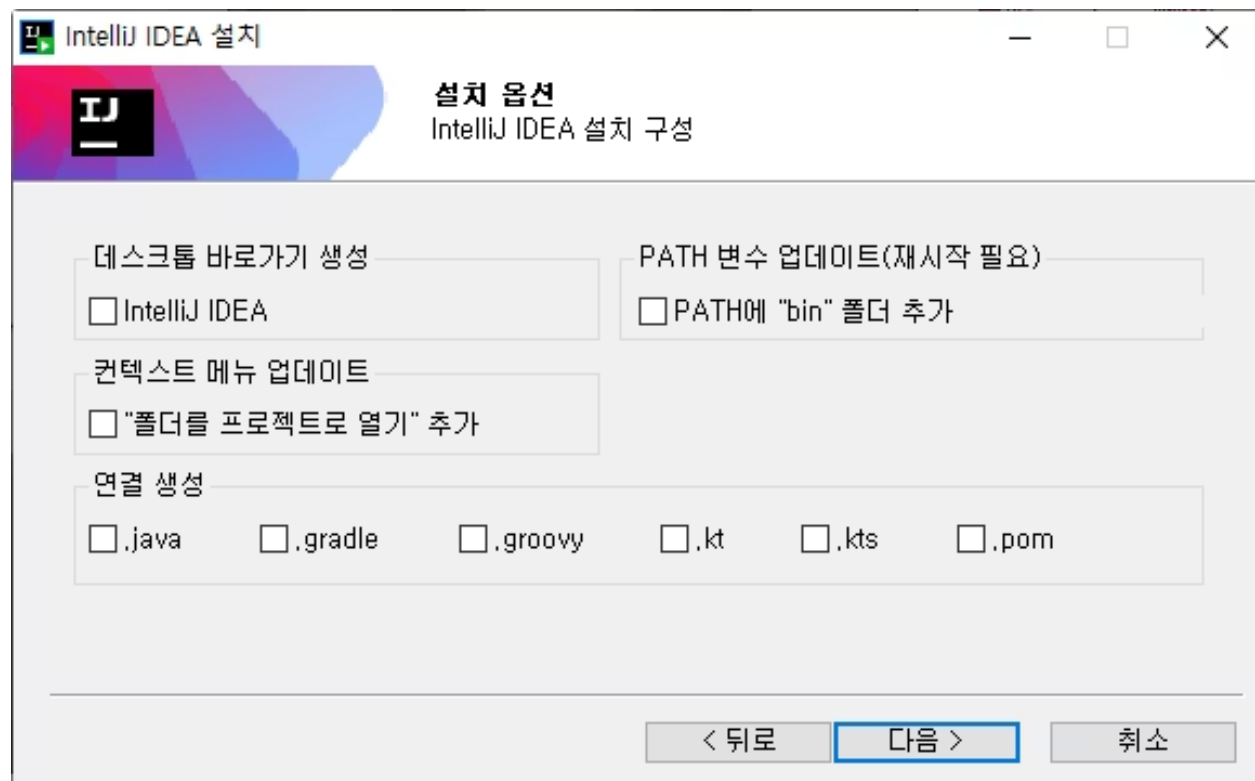 IntelliJ IDEA 설치
IJ
설치 옵션
IntelliJ IDEA 설치 구성
데스크톱 바로가기 생성
IntelliJ IDEA
PATH 변수 업데이트(재시작 필요)
PATH에 "bin" 폴더 추가
컨텍스트 메뉴 업데이트
"폴더를 프로젝트로 열기" 추가
연결 생성
.java .gradle .groovy .kt .kts .pom
< 뒤로 다음 > 취소